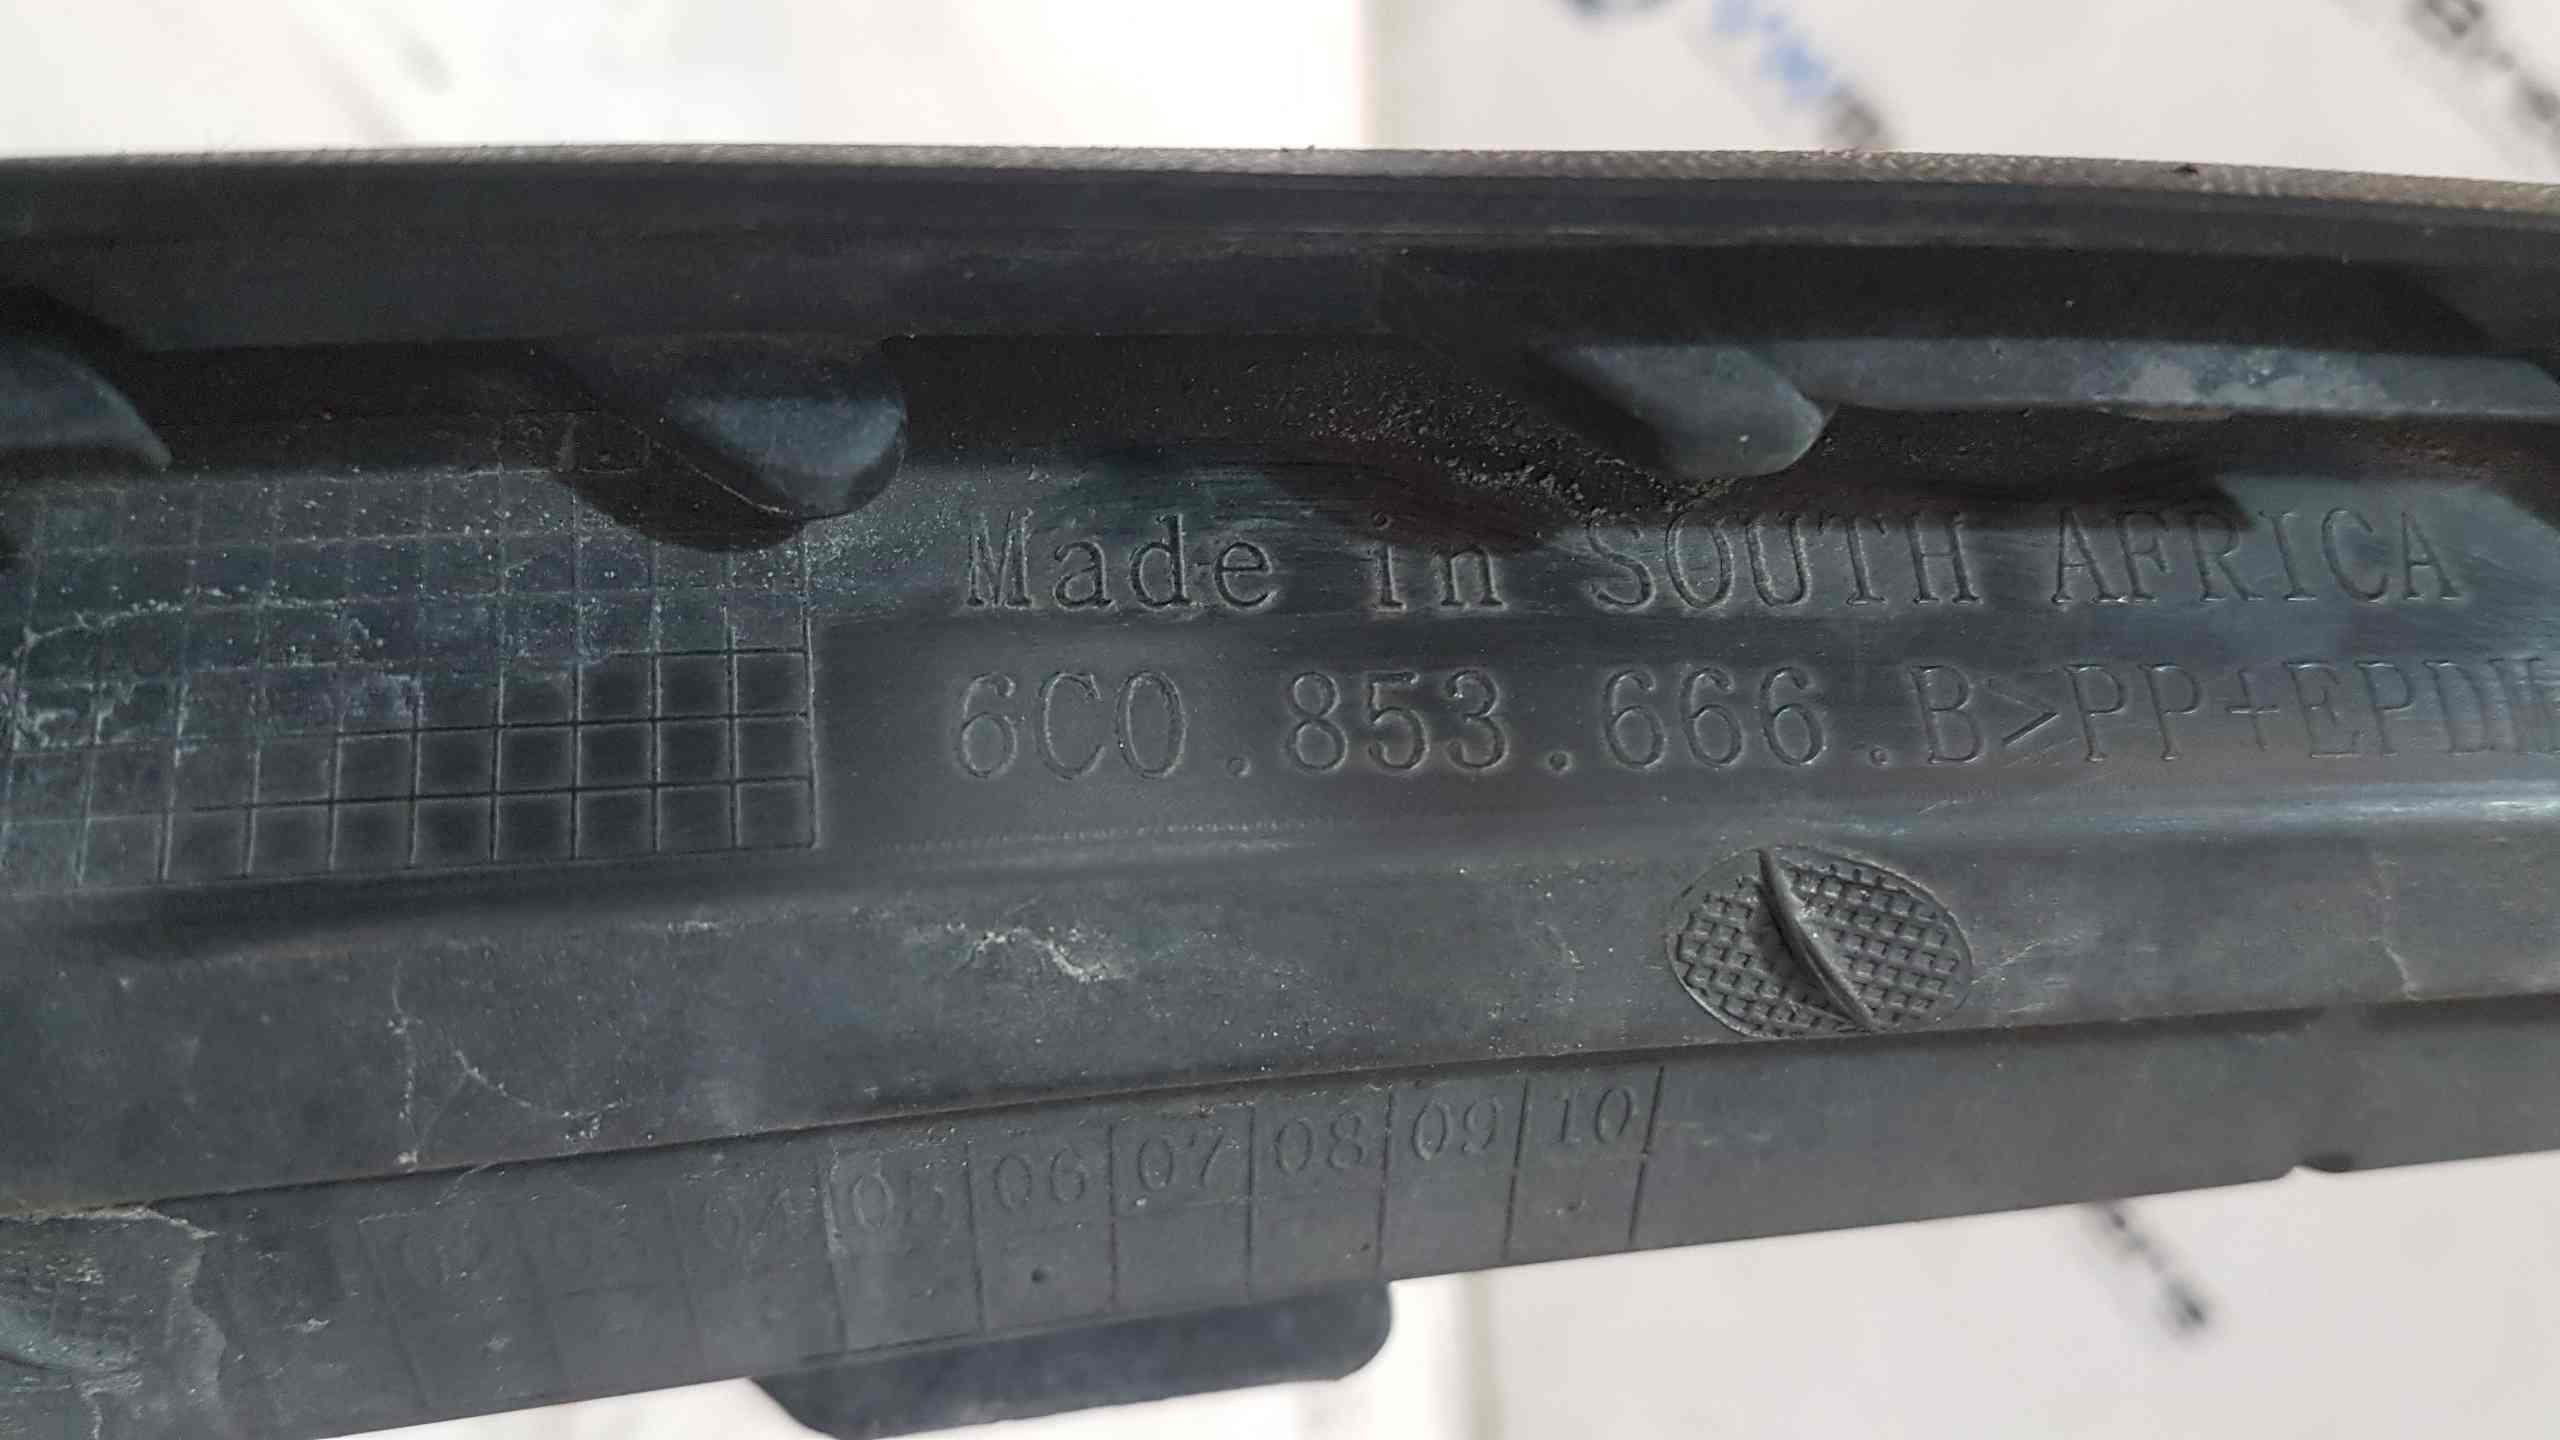 Made in SOUTH AFRICA
6C0.853.666.B>PP+EPDM
04 05 06 07 08 09 10